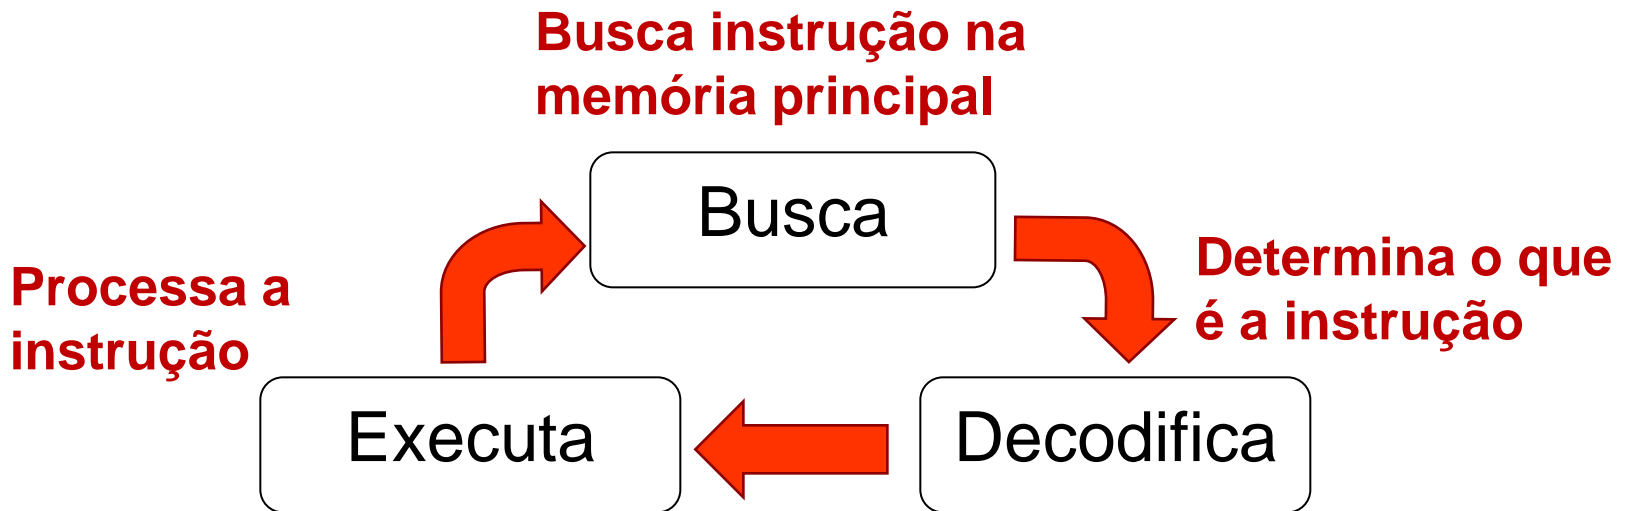 Busca instrução na
memória principal
Busca
Determina o que
é a instrução
Processa a
instrução
Executa
Decodifica